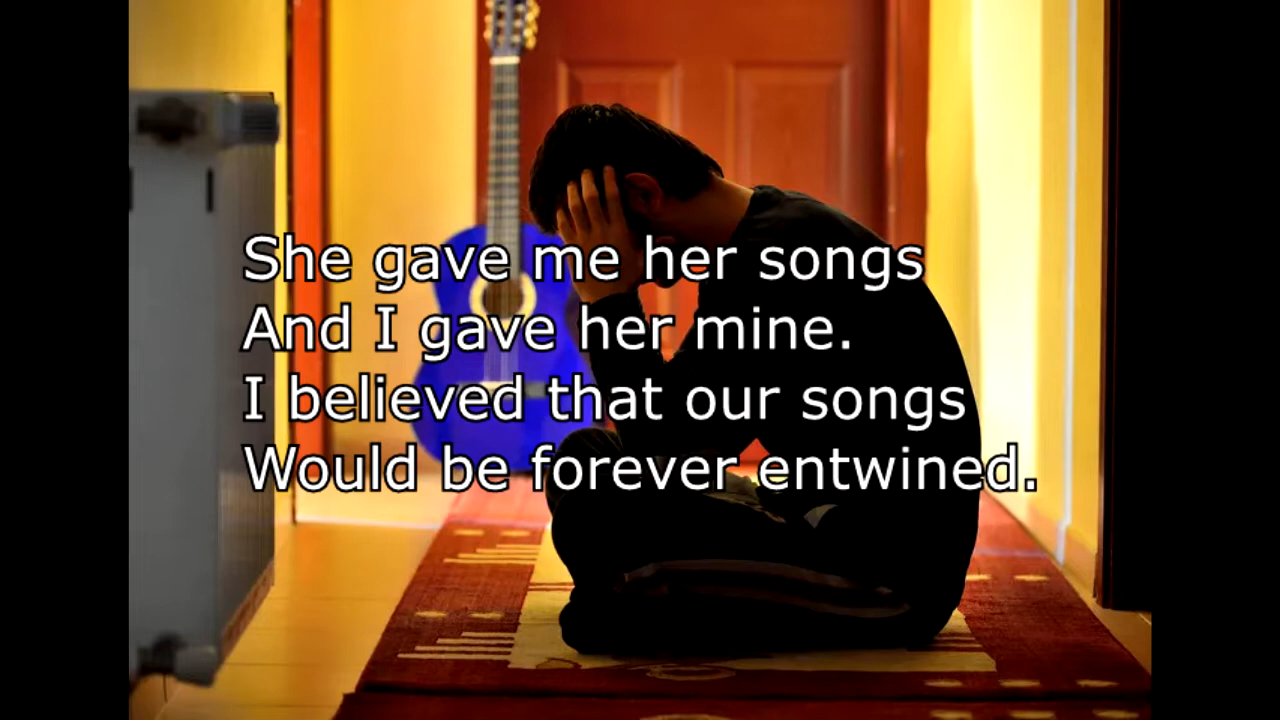 She gave me her songs
And I gave her mine.
I believed that our songs
Would be forever entwined.